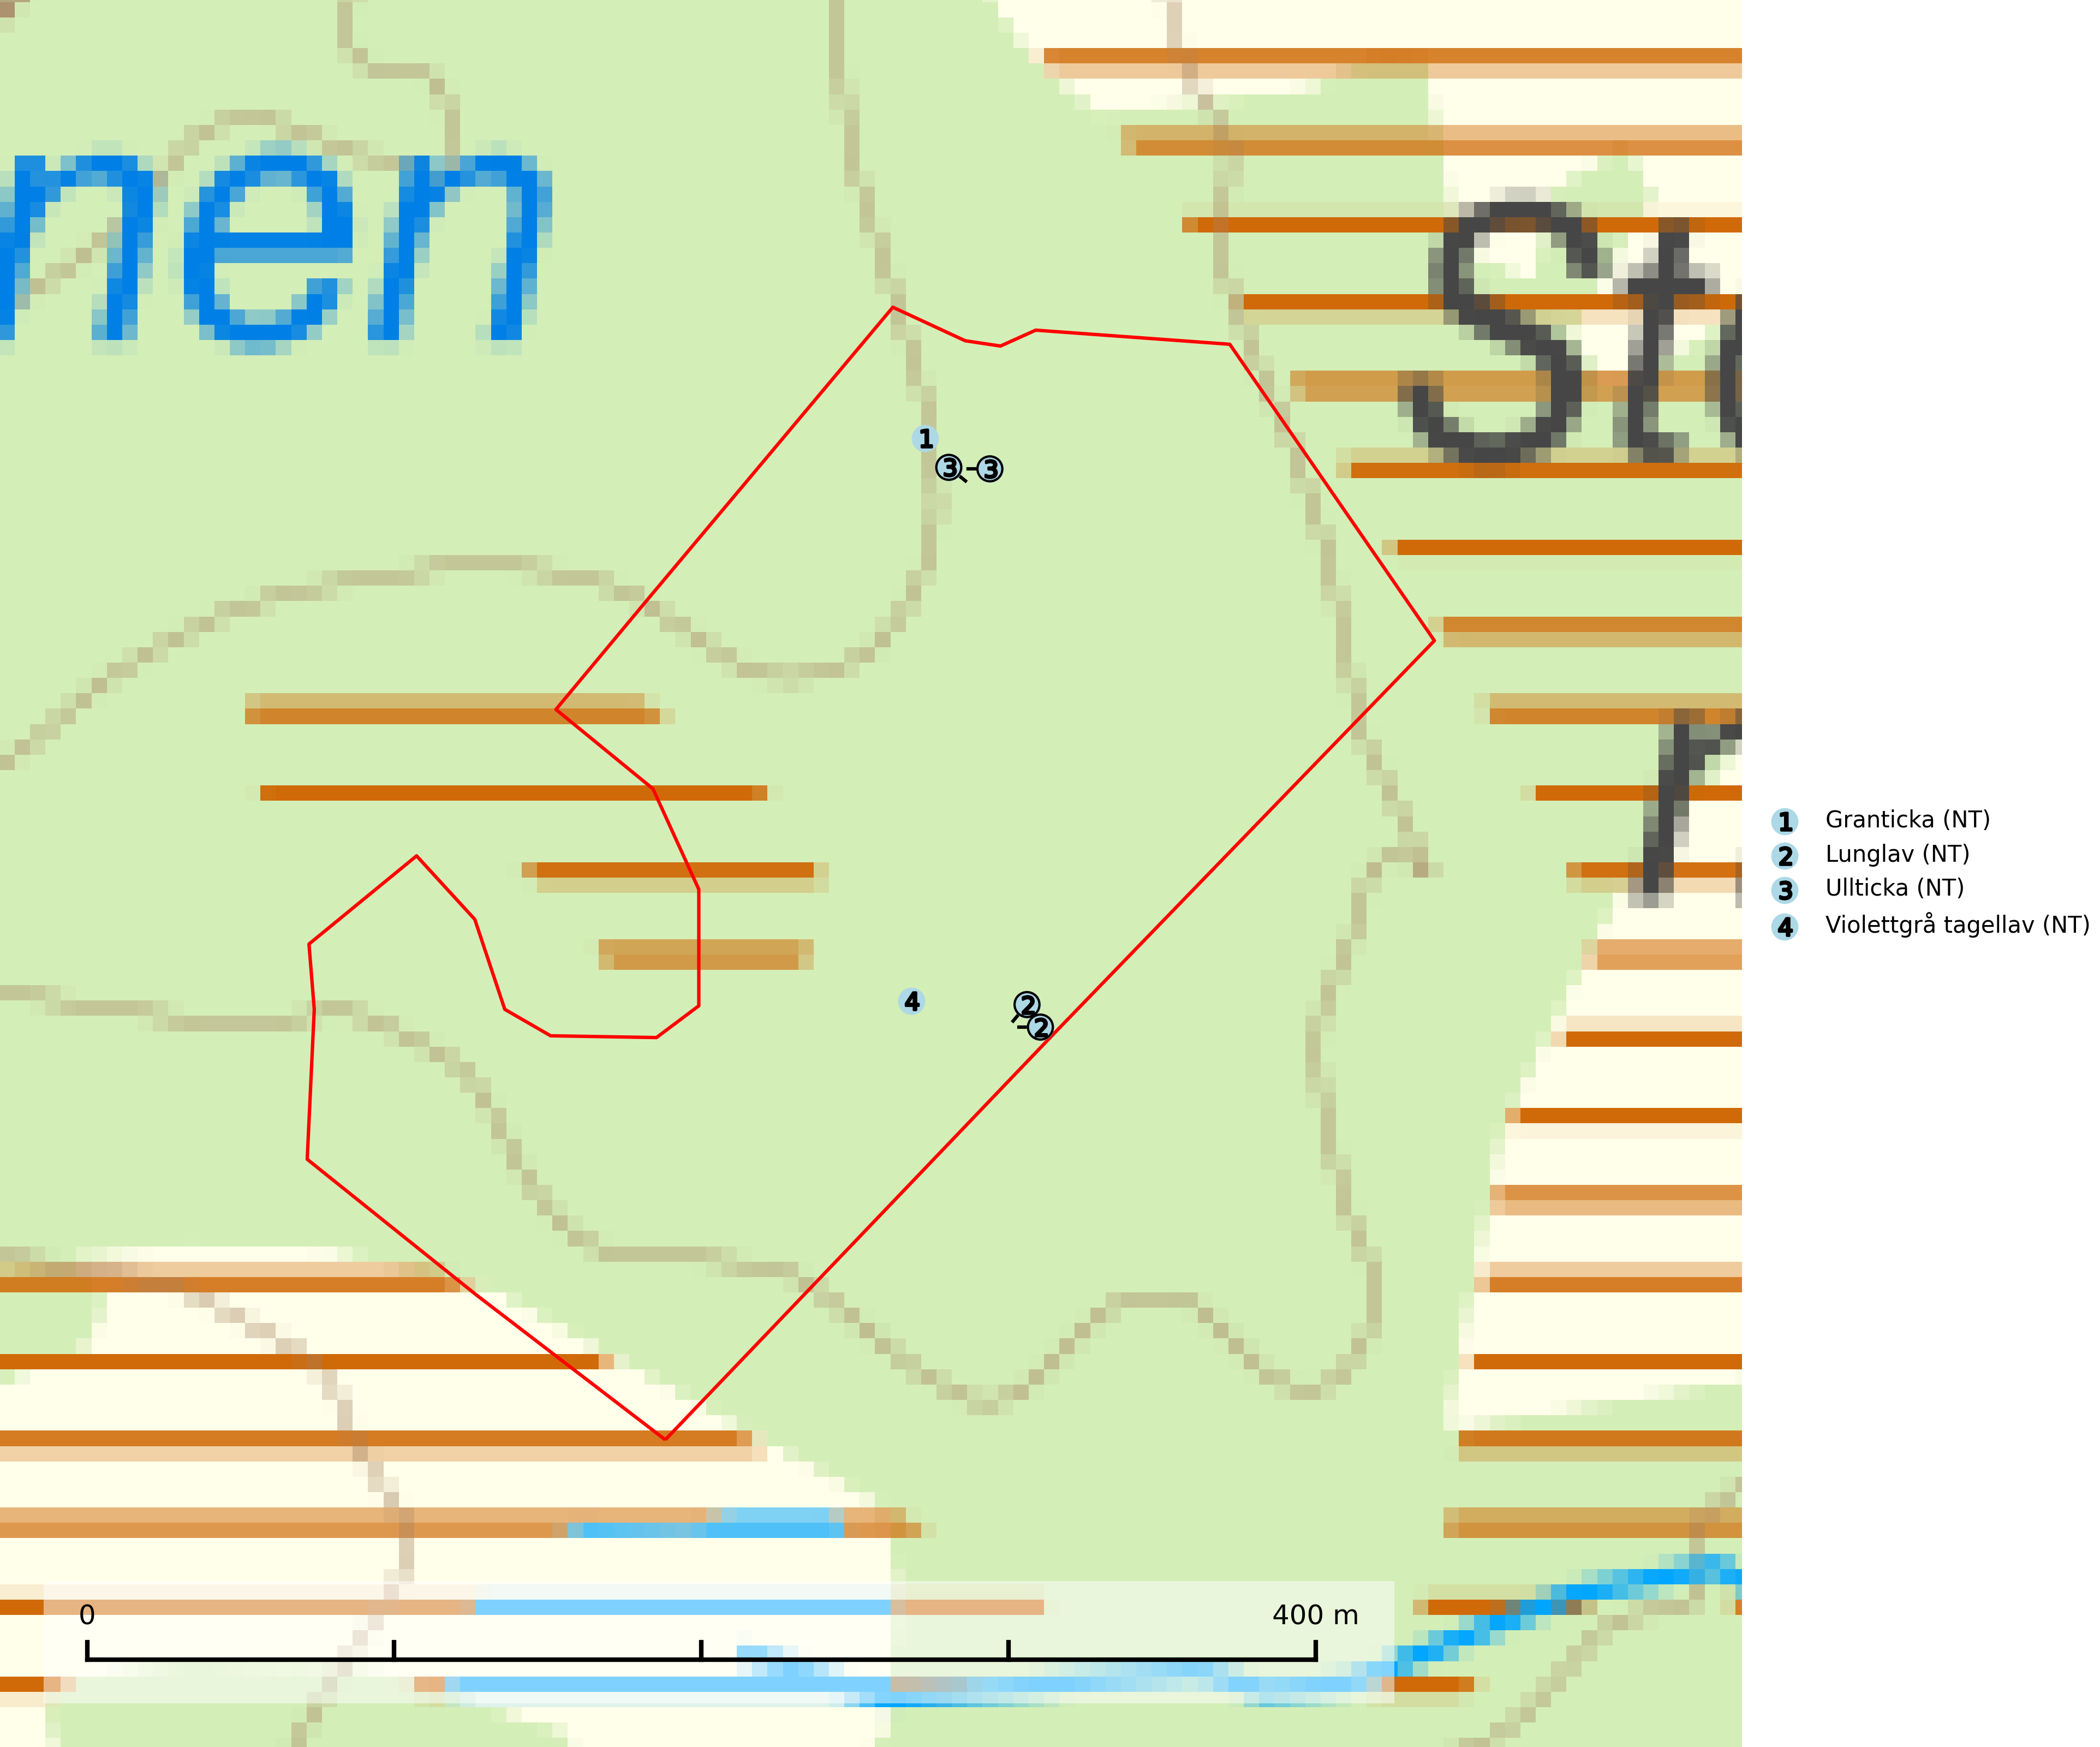 nen
St
1
3 3
r
4
2
2
1 Granticka (NT)
2 Lunglav (NT)
3 Ullticka (NT)
4 Violettgrå tagellav (NT)
0 400 m